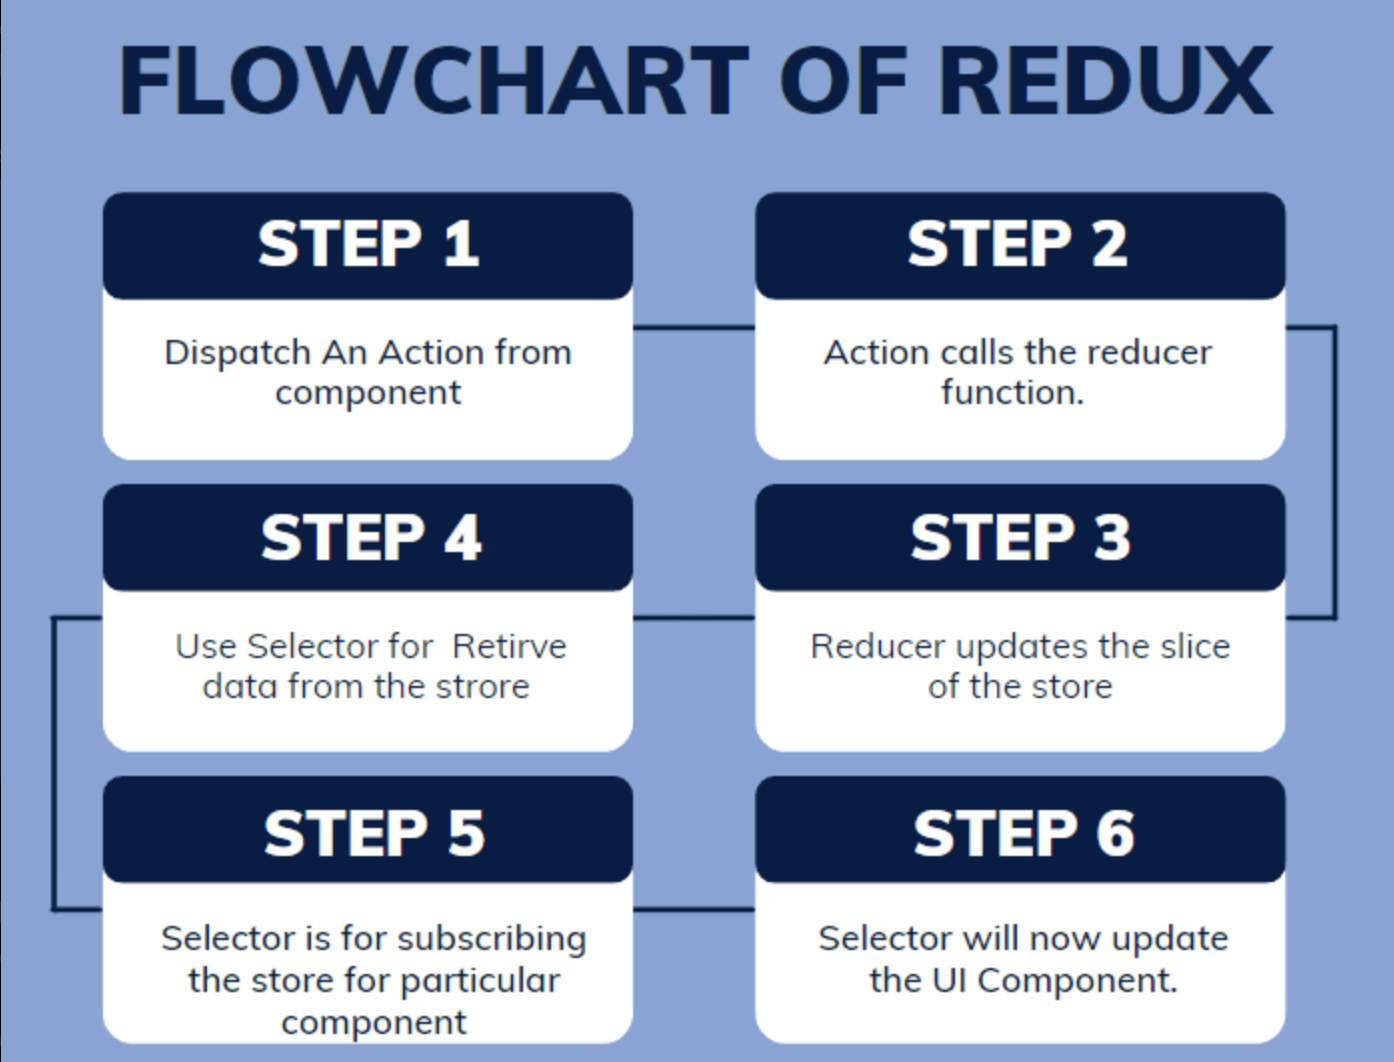 FLOWCHART OF REDUX
STEP 1
Dispatch An Action from
component
STEP 2
Action calls the reducer
function.
STEP 3
Reducer updates the slice
of the store
STEP 4
Use Selector for  Retirve
data from the strore
STEP 5
Selector is for subscribing
the store for particular
component
STEP 6
Selector will now update
the UI Component.